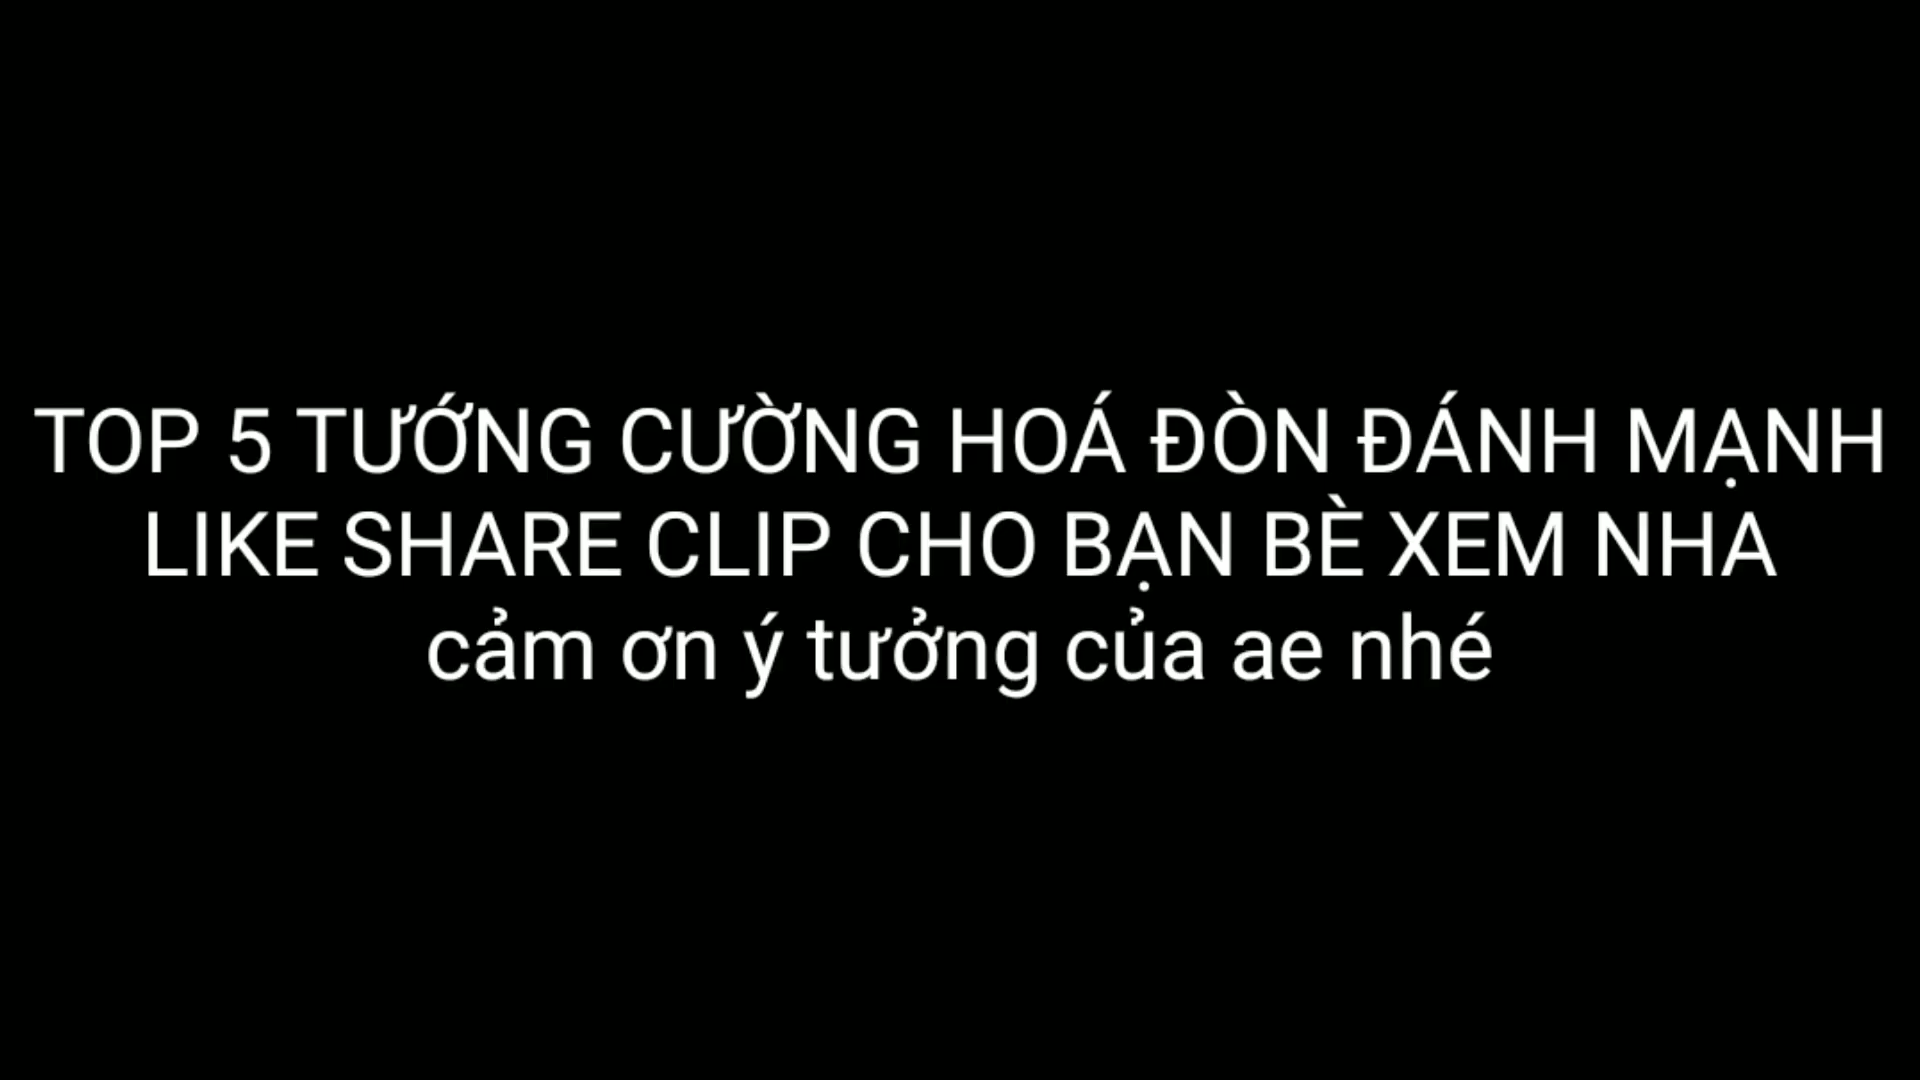 TOP 5 TƯỚNG CƯỜNG HOÁ ĐÒN ĐÁNH MẠNH
LIKE SHARE CLIP CHO BẠN BÈ XEM NHA
cảm ơn ý tưởng của ae nhé